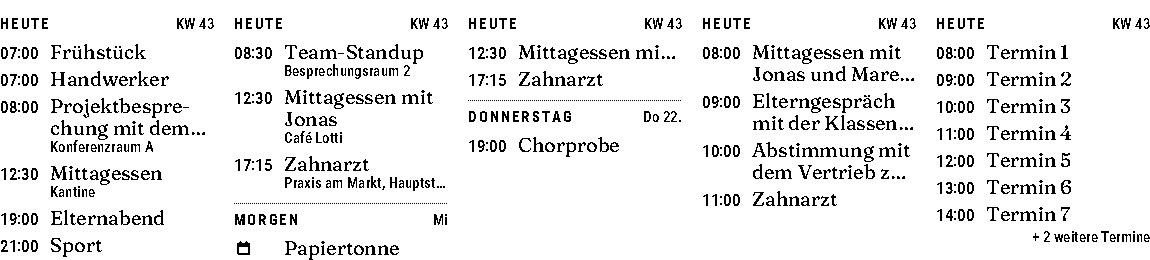 HEUTE KW 43
07:00 Frühstück
07:00 Handwerker
08:00 Projektbespre-
chung mit dem...
Konferenzraum A
12:30 Mittagessen
Kantine
19:00 Elternabend
21:00 Sport
HEUTE KW 43
08:30 Team-Standup
Besprechungsraum 2
12:30 Mittagessen mit
Jonas
Café Lotti
17:15 Zahnarzt
Praxis am Markt, Hauptst...
MORGEN Mi
Papiertonne
HEUTE KW 43
12:30 Mittagessen mi...
17:15 Zahnarzt
DONNERSTAG Do 22.
19:00 Chorprobe
HEUTE KW 43
08:00 Mittagessen mit
Jonas und Mare...
09:00 Elterngespräch
mit der Klassen...
10:00 Abstimmung mit
dem Vertrieb z...
11:00 Zahnarzt
HEUTE KW 43
08:00 Termin 1
09:00 Termin 2
10:00 Termin 3
11:00 Termin 4
12:00 Termin 5
13:00 Termin 6
14:00 Termin 7
+ 2 weitere Termine